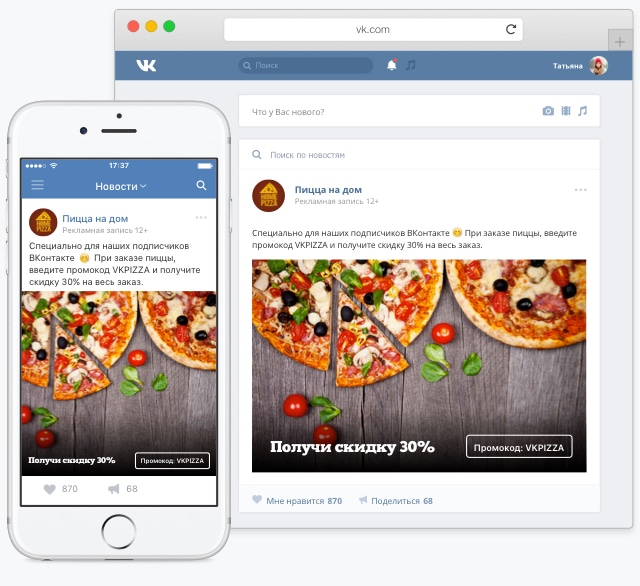 vk.com
Поиск
Татьяна
Что у Вас нового?
Поиск по новостям
Пицца на дом
Рекламная запись 12+
Специально для наших подписчиков ВКонтакте 😋 При заказе пиццы, введите
промокод VKPIZZA и получите скидку 30% на весь заказ.
Получи скидку 30%
Промокод: VKPIZZA
Мне нравится 870
Поделиться 68
17:37
Новости
Пицца на дом
Рекламная запись 12+
Специально для наших подписчиков
ВКонтакте 😋 При заказе пиццы,
введите промокод VKPIZZA и получите
скидку 30% на весь заказ.
Получи скидку 30%
Промокод: VKPIZZA
870
68